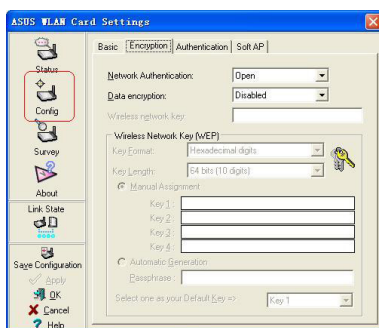 ASUS WLAN Card Settings
Status
Config
Survey
About
Link State
Save Configuration
Apply
OK
Cancel
Help
Basic
Encryption
Authentication
Soft AP
Network Authentication:
Open
Data encryption:
Disabled
Wireless network key:
Wireless Network Key (WEP)
Key Format:
Hexadecimal digits
Key Length:
64 bits (10 digits)
Manual Assignment
Key 1 :
Key 2 :
Key 3 :
Key 4 :
Automatic Generation
Passphrase :
Select one as your Default Key =>
Key 1